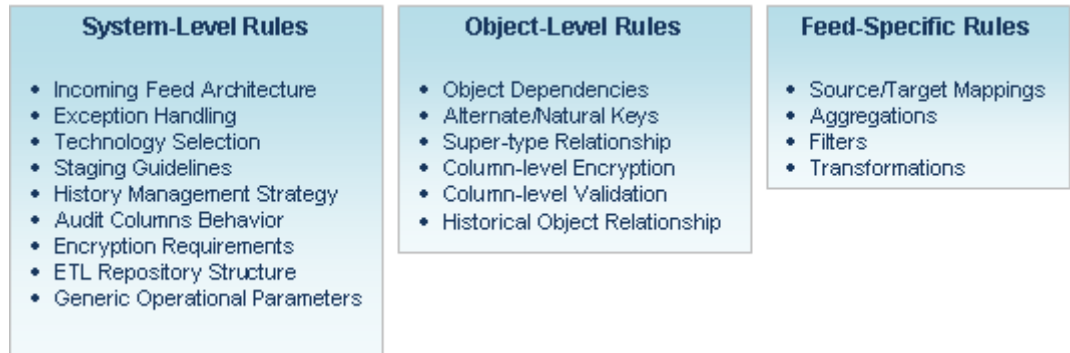 System-Level Rules
• Incoming Feed Architecture
• Exception Handling
• Technology Selection
• Staging Guidelines
• History Management Strategy
• Audit Columns Behavior
• Encryption Requirements
• ETL Repository Structure
• Generic Operational Parameters
Object-Level Rules
• Object Dependencies
• Alternate/Natural Keys
• Super-type Relationship
• Column-level Encryption
• Column-level Validation
• Historical Object Relationship
Feed-Specific Rules
• Source/Target Mappings
• Aggregations
• Filters
• Transformations